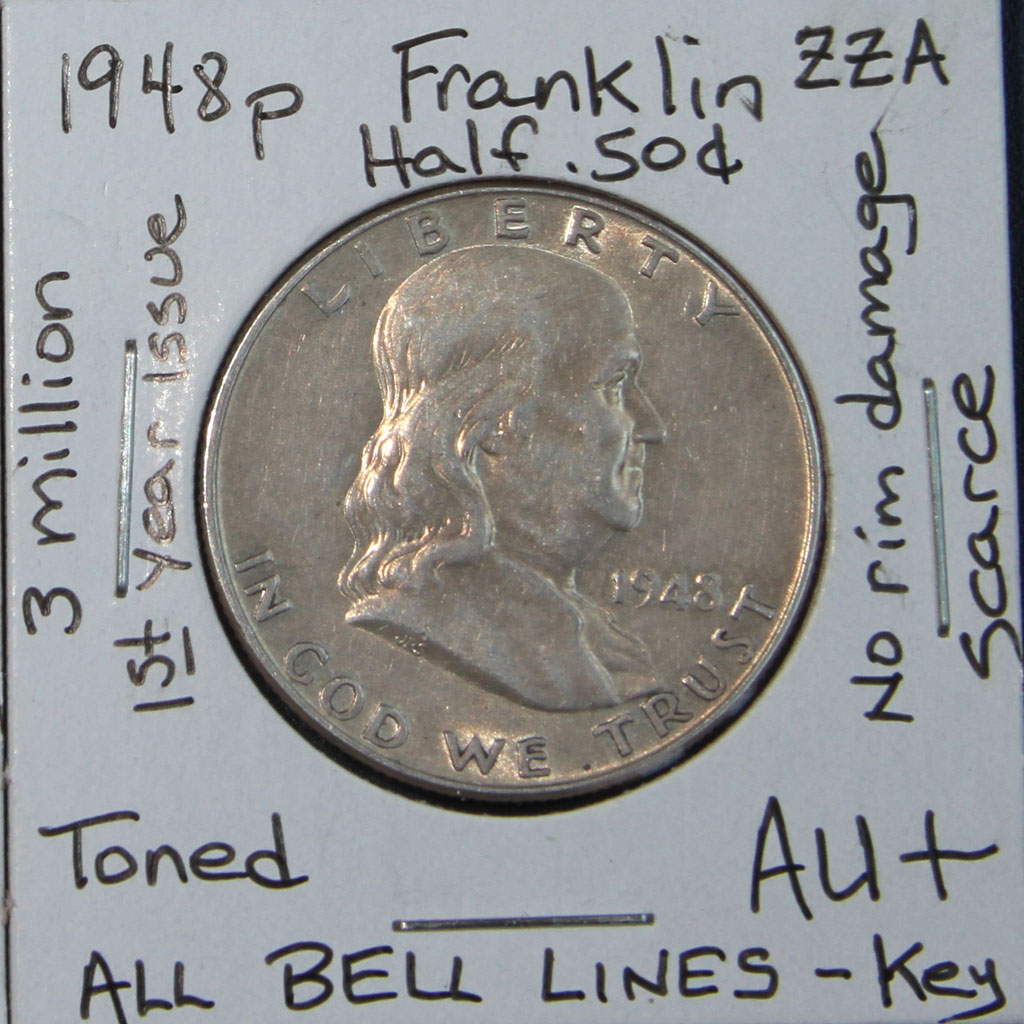 1948p Franklin ZZA
Half .50¢
3 million
1st year issue
LIBERTY
1948
IN GOD WE TRUST
No rim damage
Scarce
Toned
AU+
ALL BELL LINES - Key